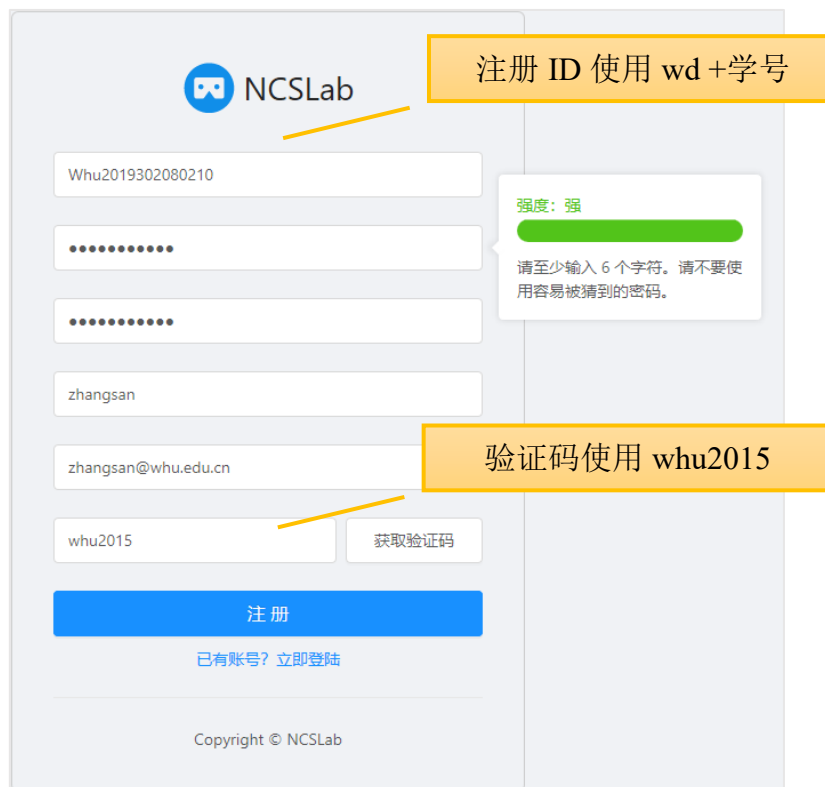 注册 ID 使用 wd +学号
NCSLab
Whu2019302080210
强度：强
●●●●●●●●●●●
请至少输入 6 个字符。请不要使
用容易被猜到的密码。
●●●●●●●●●●●
zhangsan
验证码使用 whu2015
zhangsan@whu.edu.cn
whu2015
获取验证码
注 册
已有账号？立即登陆
Copyright © NCSLab